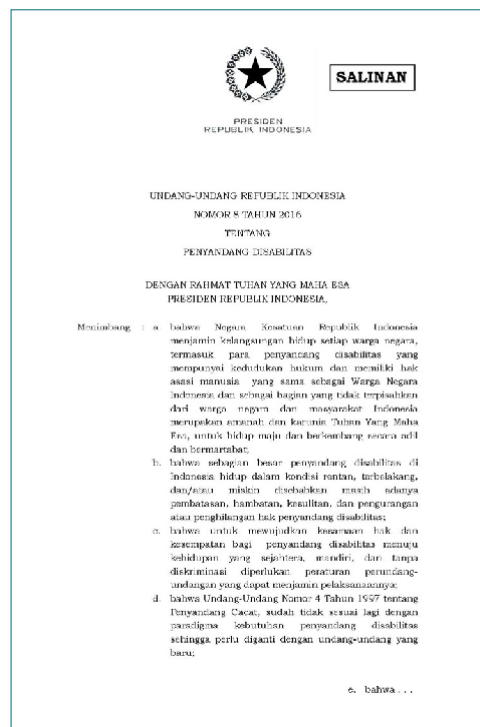 SALINAN
PRESIDEN
REPUBLIK INDONESIA
UNDANG-UNDANG REPUBLIK INDONESIA
NOMOR 8 TAHUN 2016
TENTANG
PENYANDANG DISABILITAS
DENGAN RAHMAT TUHAN YANG MAHA ESA
PRESIDEN REPUBLIK INDONESIA,
Menimbang : a. bahwa Negara Kesatuan Republik Indonesia
menjamin kelangsungan hidup setiap warga negara,
termasuk para penyandang disabilitas yang
mempunyai kedudukan hukum dan memiliki hak
asasi manusia yang sama sebagai Warga Negara
Indonesia dan sebagai bagian yang tidak terpisahkan
dari warga negara dan masyarakat Indonesia
merupakan amanah dan karunia Tuhan Yang Maha
Esa, untuk hidup maju dan berkembang secara adil
dan bermartabat;
b. bahwa sebagian besar penyandang disabilitas di
Indonesia hidup dalam kondisi rentan, terbelakang,
dan/atau miskin disebabkan masih adanya
pembatasan, hambatan, kesulitan, dan pengurangan
atau penghilangan hak penyandang disabilitas;
c. bahwa untuk mewujudkan kesamaan hak dan
kesempatan bagi penyandang disabilitas menuju
kehidupan yang sejahtera, mandiri, dan tanpa
diskriminasi diperlukan peraturan perundang-
undangan yang dapat menjamin pelaksanaannya;
d. bahwa Undang-Undang Nomor 4 Tahun 1997 tentang
Penyandang Cacat, sudah tidak sesuai lagi dengan
paradigma kebutuhan penyandang disabilitas
sehingga perlu diganti dengan undang-undang yang
baru;
e. bahwa . . .